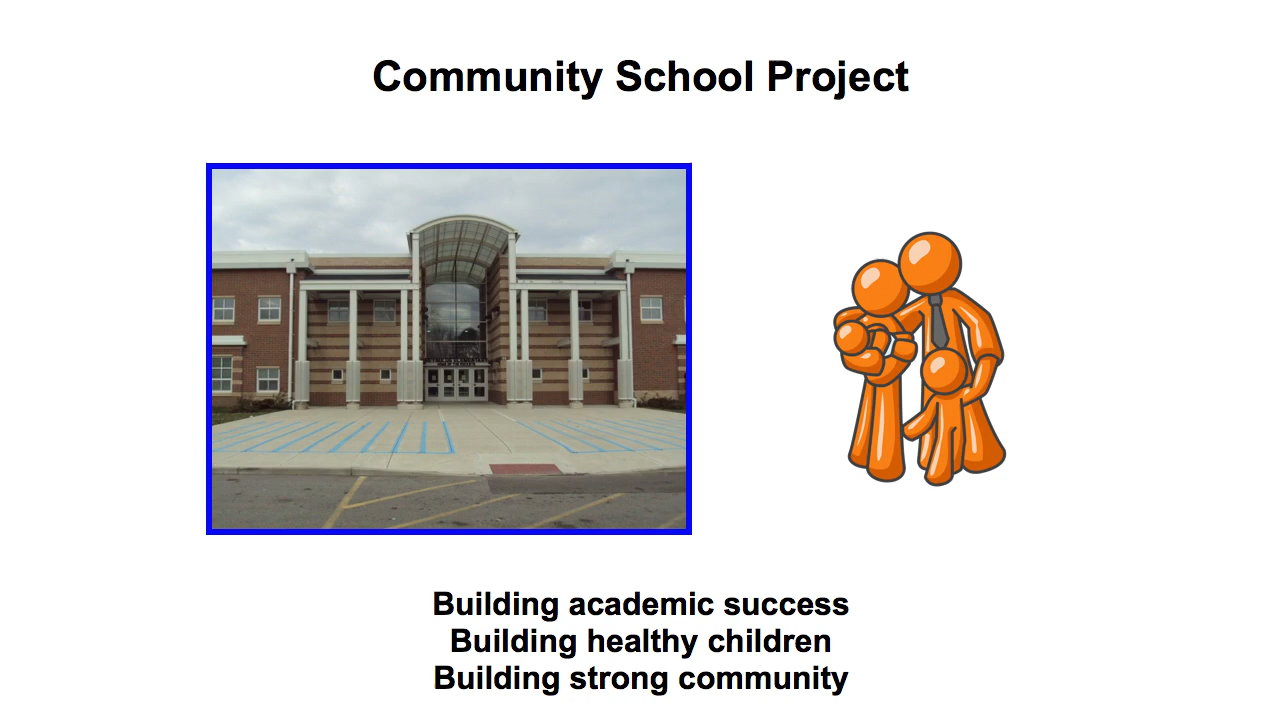 Community School Project
Building academic success
Building healthy children
Building strong community